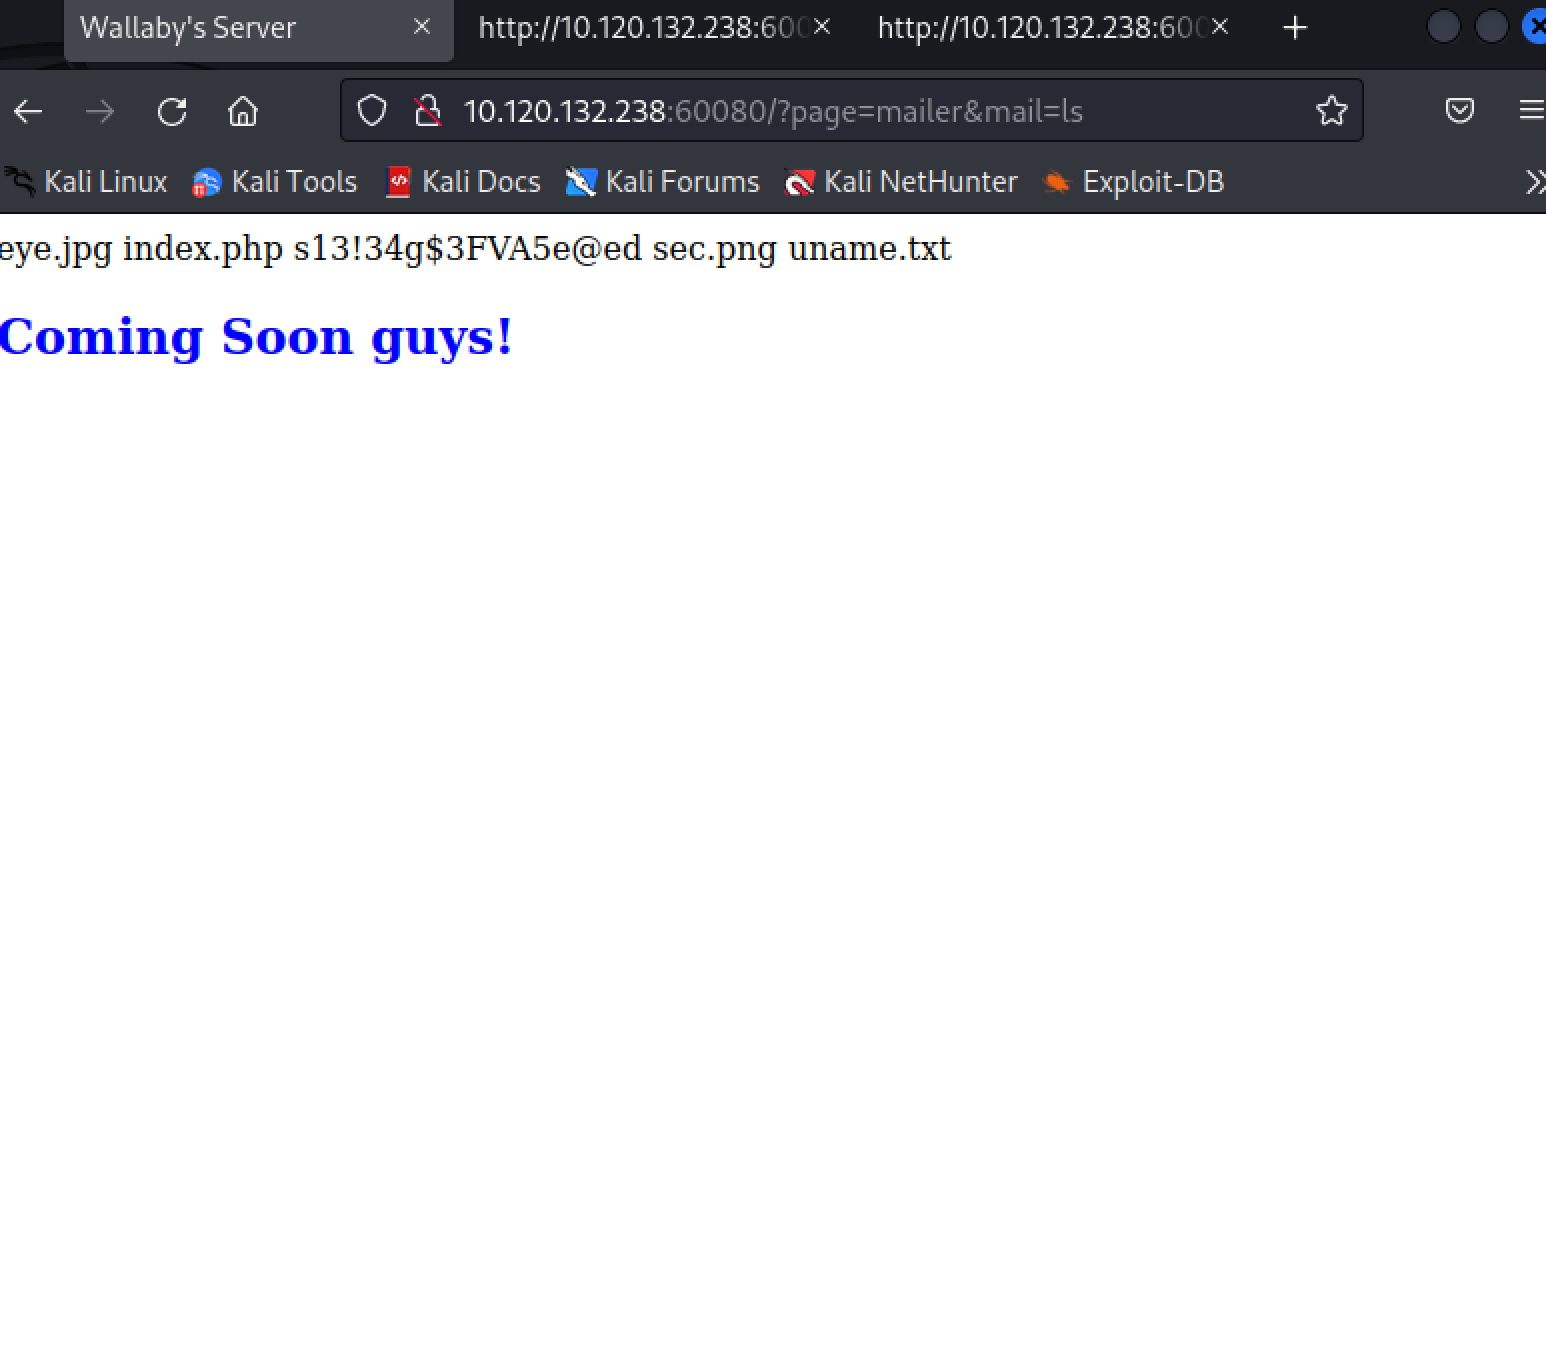 Wallaby's Server http://10.120.132.238:600 http://10.120.132.238:600
10.120.132.238:60080/?page=mailer&mail=ls
Kali Linux Kali Tools Kali Docs Kali Forums Kali NetHunter Exploit-DB
eye.jpg index.php s13!34g$3FVA5e@ed sec.png uname.txt
Coming Soon guys!